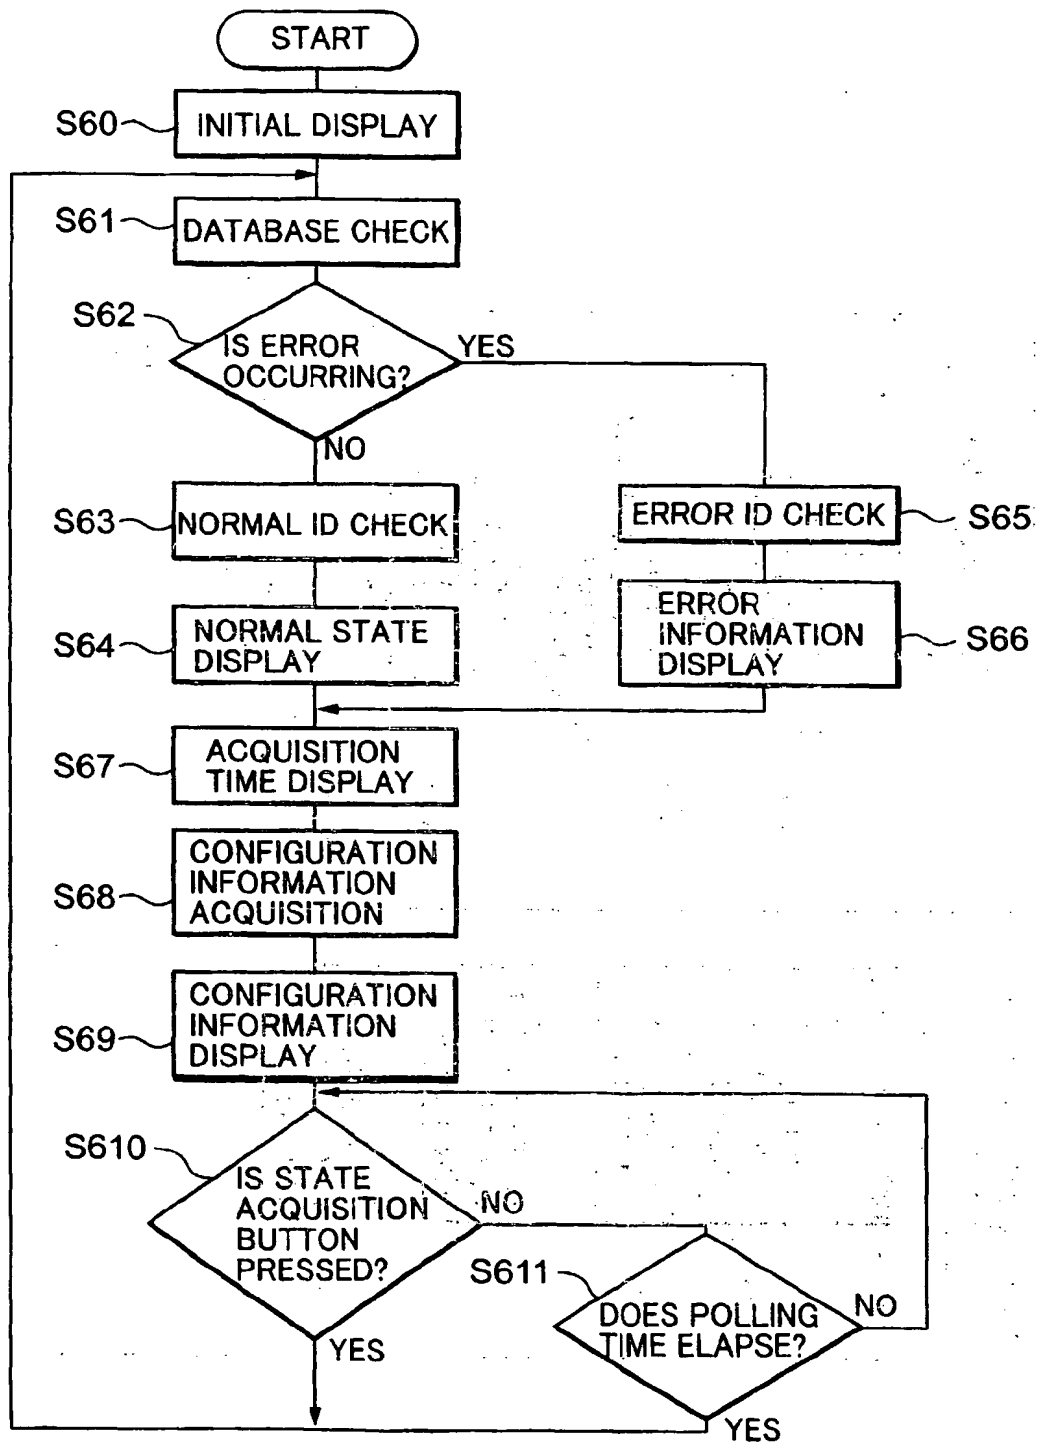 START
S60
INITIAL DISPLAY
S61
DATABASE CHECK
S62
IS ERROR
OCCURRING?
YES
NO
S63
NORMAL ID CHECK
ERROR ID CHECK
S65
S64
NORMAL STATE
DISPLAY
ERROR
INFORMATION
DISPLAY
S66
S67
ACQUISITION
TIME DISPLAY
S68
CONFIGURATION
INFORMATION
ACQUISITION
S69
CONFIGURATION
INFORMATION
DISPLAY
S610
IS STATE
ACQUISITION
BUTTON
PRESSED?
NO
YES
S611
DOES POLLING
TIME ELAPSE?
NO
YES